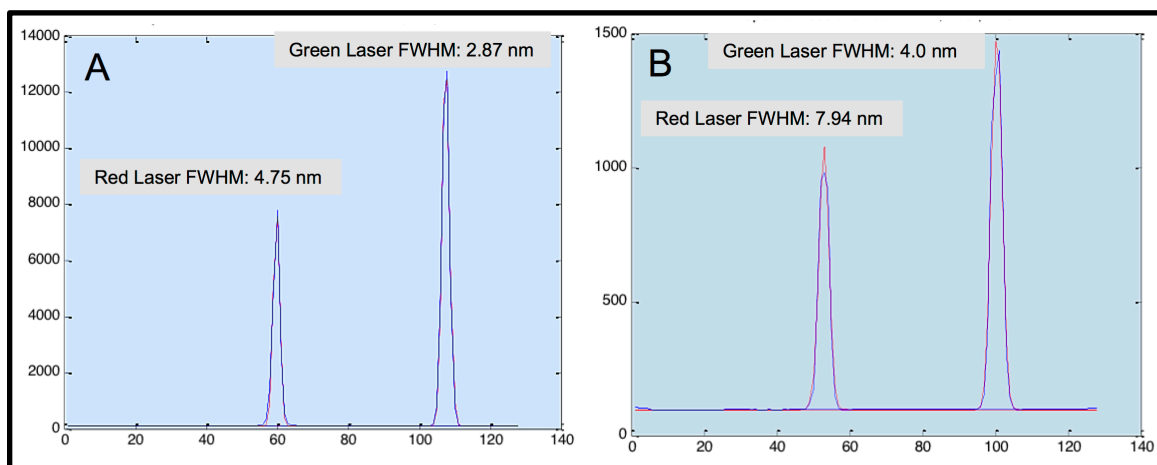 A
Green Laser FWHM: 2.87 nm
Red Laser FWHM: 4.75 nm
14000
12000
10000
8000
6000
4000
2000
0
0 20 40 60 80 100 120 140
B
Green Laser FWHM: 4.0 nm
Red Laser FWHM: 7.94 nm
1500
1000
500
0
0 20 40 60 80 100 120 140